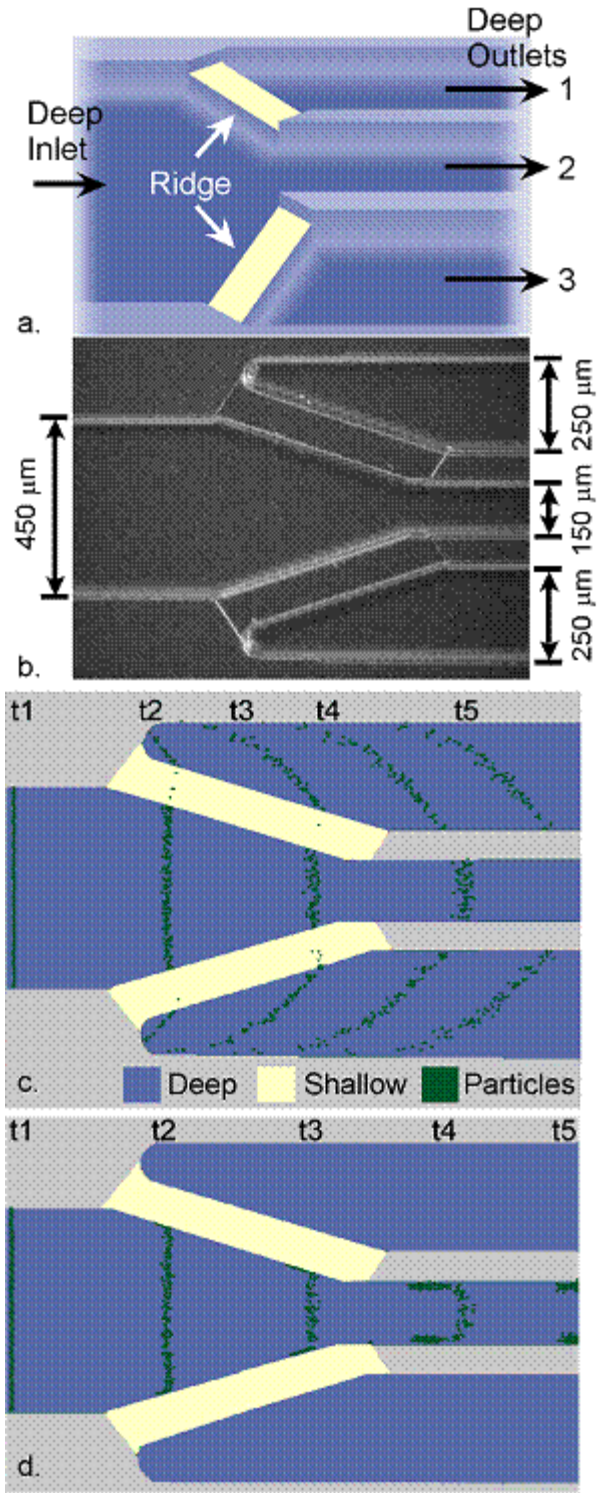 Deep
Outlets
1
Deep
Inlet
2
Ridge
3
a.
250 µm
450 µm
150 µm
250 µm
b.
t1 t2 t3 t4 t5
c. Deep Shallow Particles
t1 t2 t3 t4 t5
d.